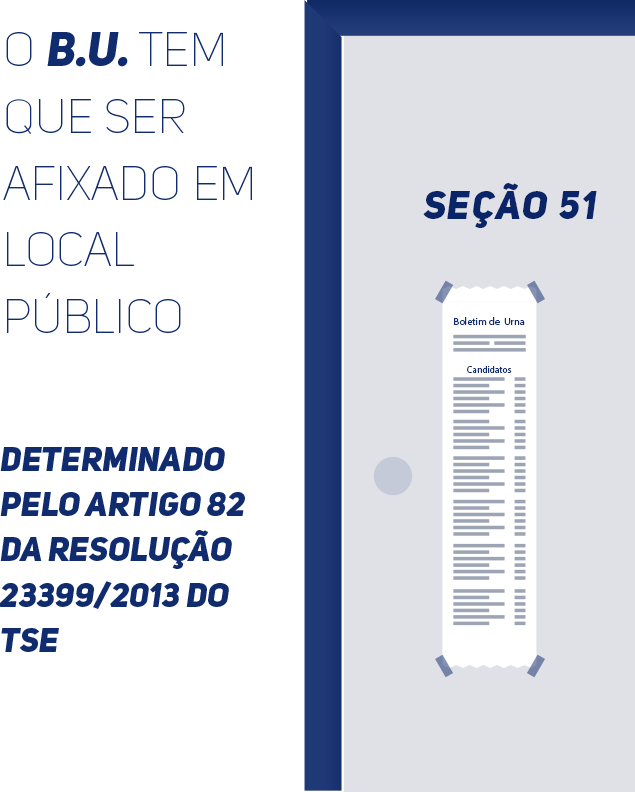 O B.U. TEM
QUE SER
AFIXADO EM
LOCAL
PÚBLICO
DETERMINADO
PELO ARTIGO 82
DA RESOLUÇÃO
23399/2013 DO
TSE
SEÇÃO 51
Boletim de Urna
Candidatos